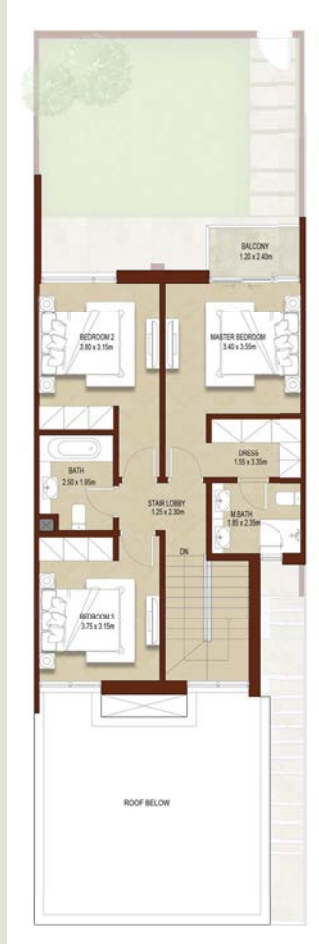 BALCONY
1.20 x 2.40m
BEDROOM 2
3.80 x 3.15m
MASTER BEDROOM
3.40 x 3.55m
DRESS
1.55 x 3.35m
BATH
2.50 x 1.95m
STAIR LOBBY
1.25 x 2.30m
M.BATH
1.85 x 2.35m
DN
BEDROOM 3
3.75 x 3.15m
ROOF BELOW